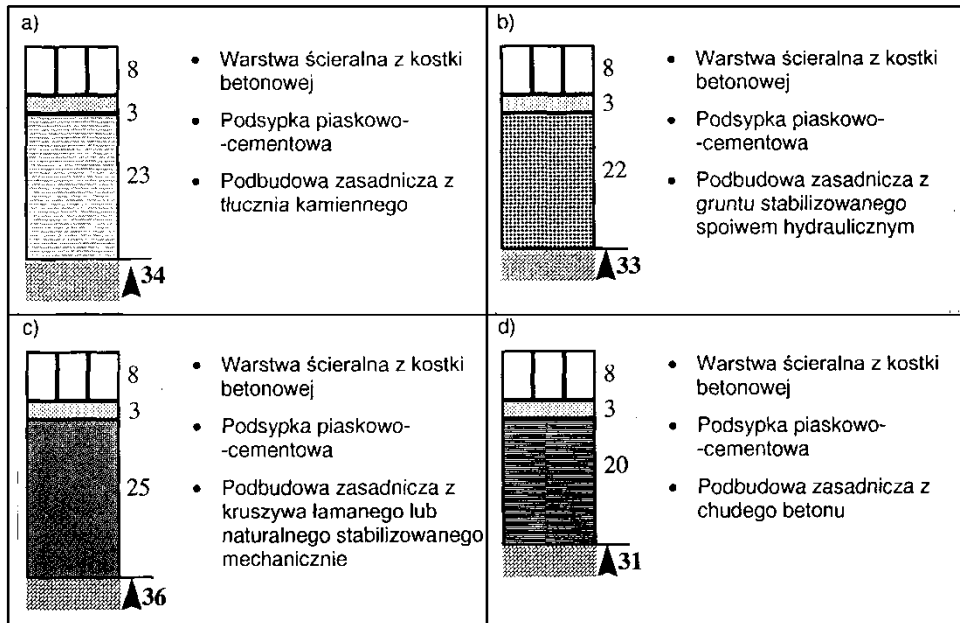 a)
8
3
23
34
• Warstwa ścieralna z kostki
betonowej
• Podsypka piaskowo-
-cementowa
• Podbudowa zasadnicza z
tłucznia kamiennego
b)
8
3
22
33
• Warstwa ścieralna z kostki
betonowej
• Podsypka piaskowo-
-cementowa
• Podbudowa zasadnicza z
gruntu stabilizowanego
spoiwem hydraulicznym
c)
8
3
25
36
• Warstwa ścieralna z kostki
betonowej
• Podsypka piaskowo-
-cementowa
• Podbudowa zasadnicza z
kruszywa łamanego lub
naturalnego stabilizowanego
mechanicznie
d)
8
3
20
31
• Warstwa ścieralna z kostki
betonowej
• Podsypka piaskowo-
-cementowa
• Podbudowa zasadnicza z
chudego betonu